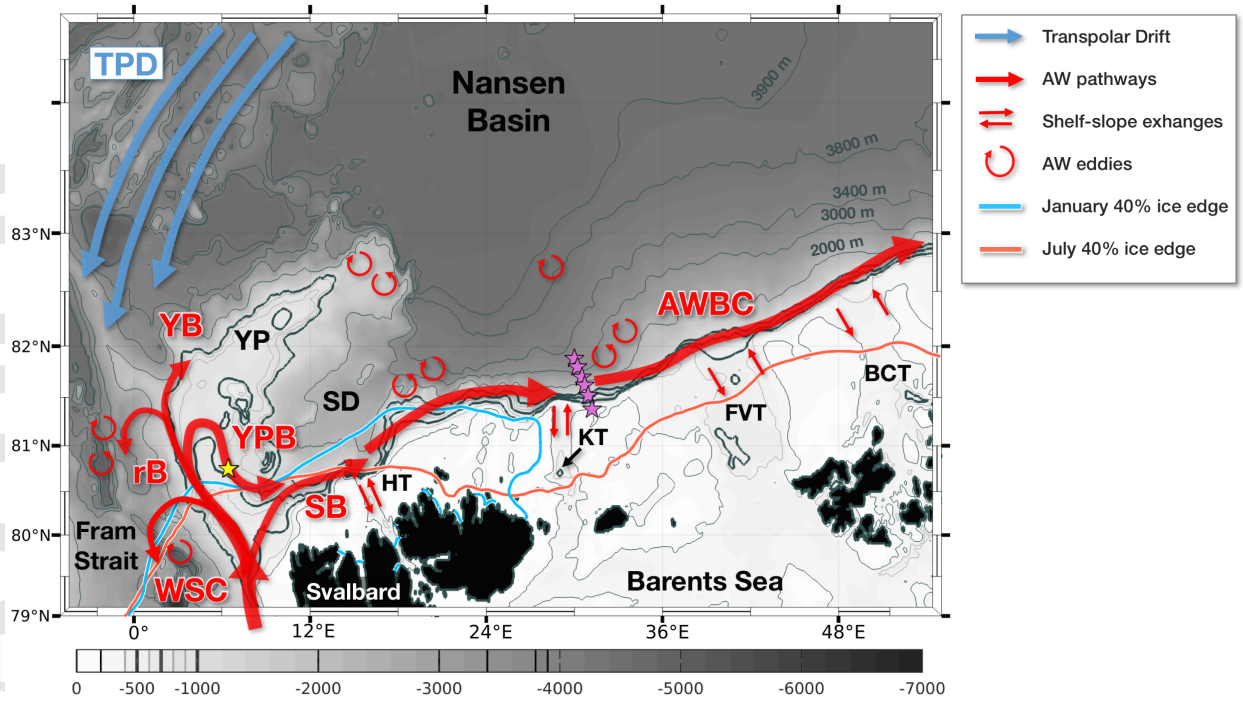 TPD
Nansen
Basin
3900 m
3800 m
3400 m
3000 m
2000 m
83°N
82°N
81°N
80°N
79°N
YB
YP
AWBC
SD
YPB
rB
SB
HT
KT
FVT
BCT
Fram
Strait
WSC
Svalbard
Barents Sea
0°
12°E
24°E
36°E
48°E
0
-500
-1000
-2000
-3000
-4000
-5000
-6000
-7000
Transpolar Drift
AW pathways
Shelf-slope exhanges
AW eddies
January 40% ice edge
July 40% ice edge